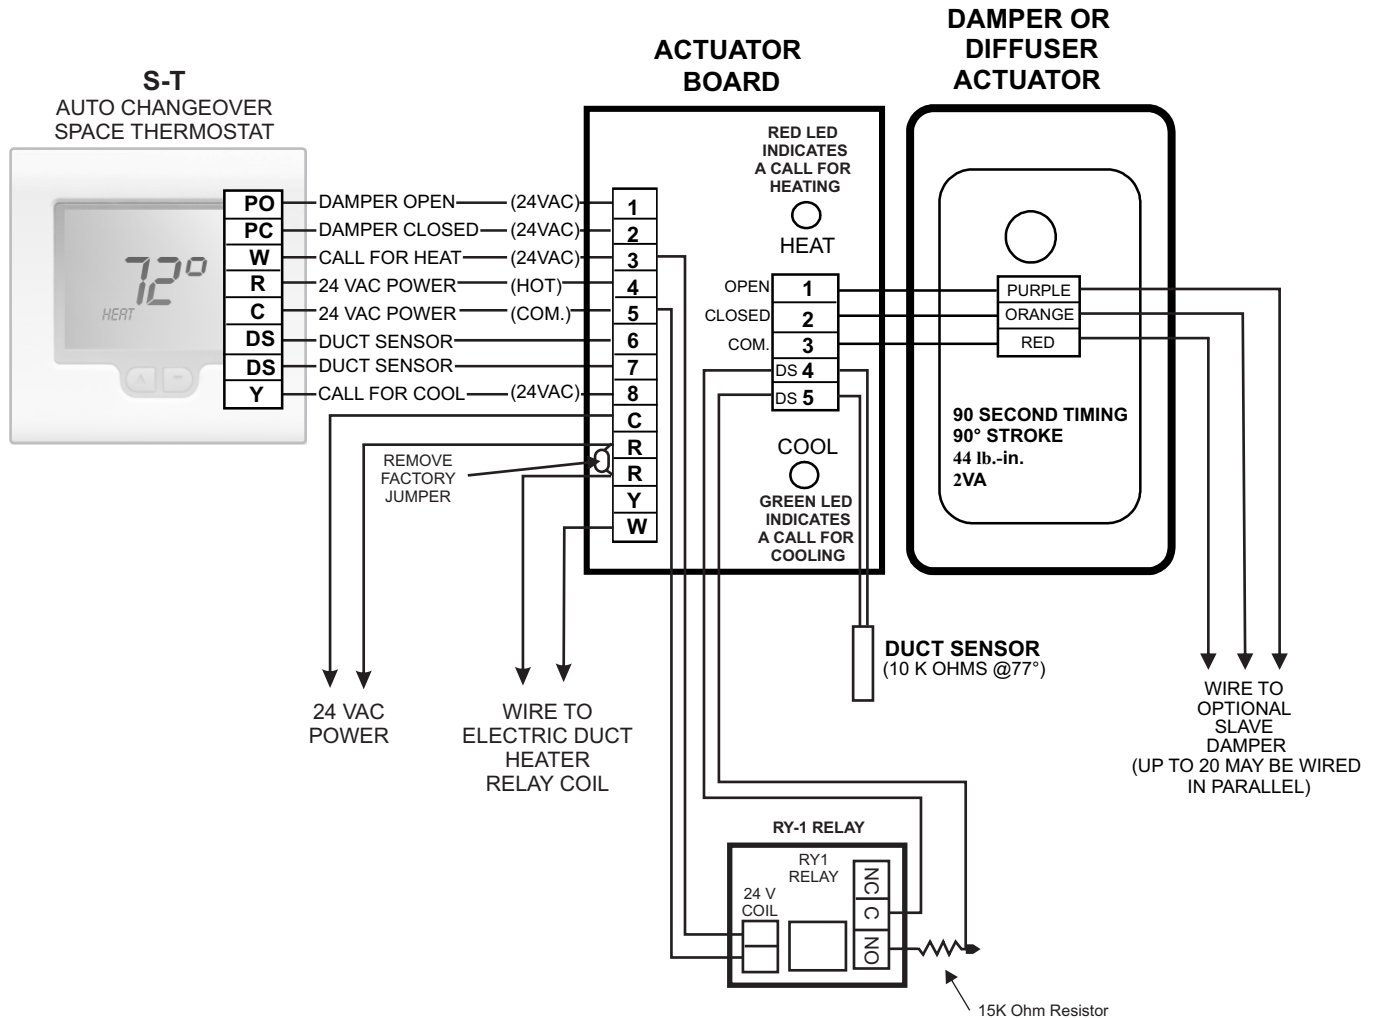 DAMPER OR
DIFFUSER
ACTUATOR
ACTUATOR
BOARD
S-T
AUTO CHANGEOVER
SPACE THERMOSTAT
72°
HEAT
PO DAMPER OPEN (24VAC) 1
PC DAMPER CLOSED (24VAC) 2
W CALL FOR HEAT (24VAC) 3
R 24 VAC POWER (HOT) 4
C 24 VAC POWER (COM.) 5
DS DUCT SENSOR 6
DS DUCT SENSOR 7
Y CALL FOR COOL (24VAC) 8
C
R
R
Y
W
REMOVE
FACTORY
JUMPER
24 VAC
POWER
WIRE TO
ELECTRIC DUCT
HEATER
RELAY COIL
RED LED
INDICATES
A CALL FOR
HEATING
HEAT
OPEN 1
CLOSED 2
COM. 3
DS 4
DS 5
COOL
GREEN LED
INDICATES
A CALL FOR
COOLING
PURPLE
ORANGE
RED
90 SECOND TIMING
90° STROKE
44 lb.-in.
2VA
DUCT SENSOR
(10 K OHMS @77°)
WIRE TO
OPTIONAL
SLAVE
DAMPER
(UP TO 20 MAY BE WIRED
IN PARALLEL)
RY-1 RELAY
RY1
RELAY
24 V
COIL
NC
C
NO
15K Ohm Resistor